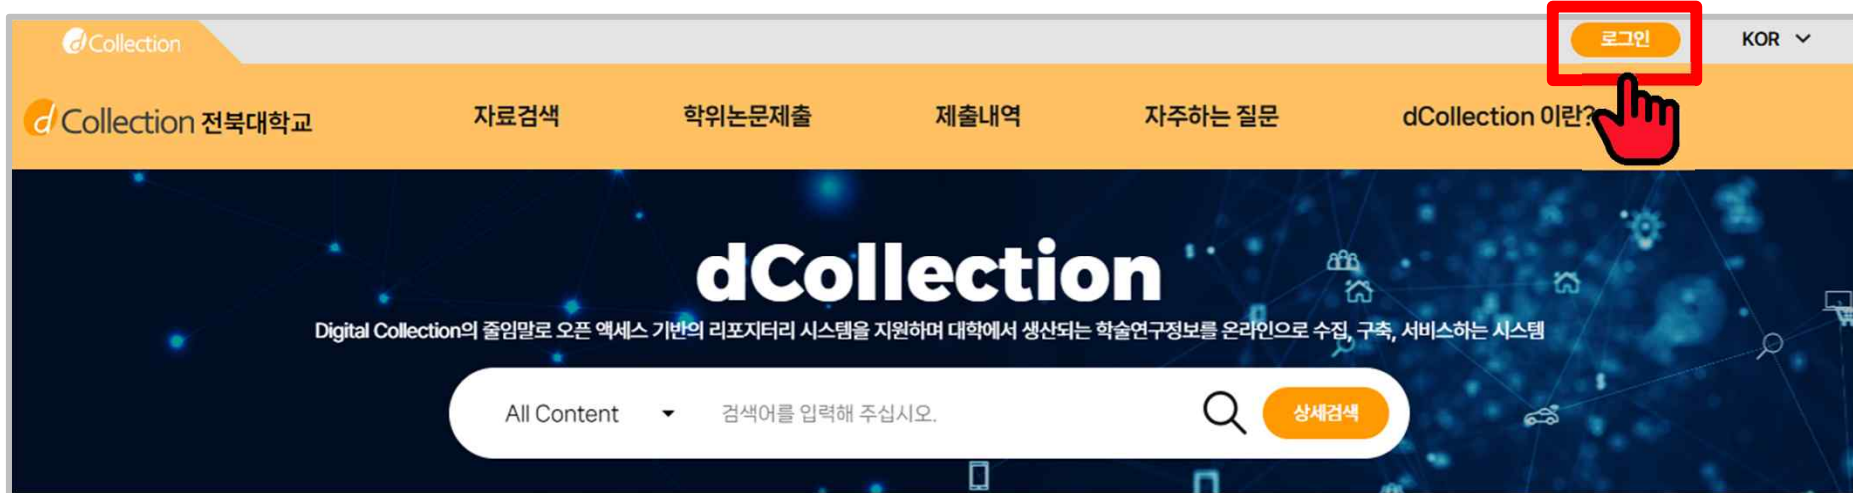 dCollection
로그인
KOR
dCollection 전북대학교
자료검색
학위논문제출
제출내역
자주하는 질문
dCollection 이란?
dCollection
Digital Collection의 줄임말로 오픈 액세스 기반의 리포지터리 시스템을 지원하며 대학에서 생산되는 학술연구정보를 온라인으로 수집, 구축, 서비스하는 시스템
All Content
검색어를 입력해 주십시오.
상세검색